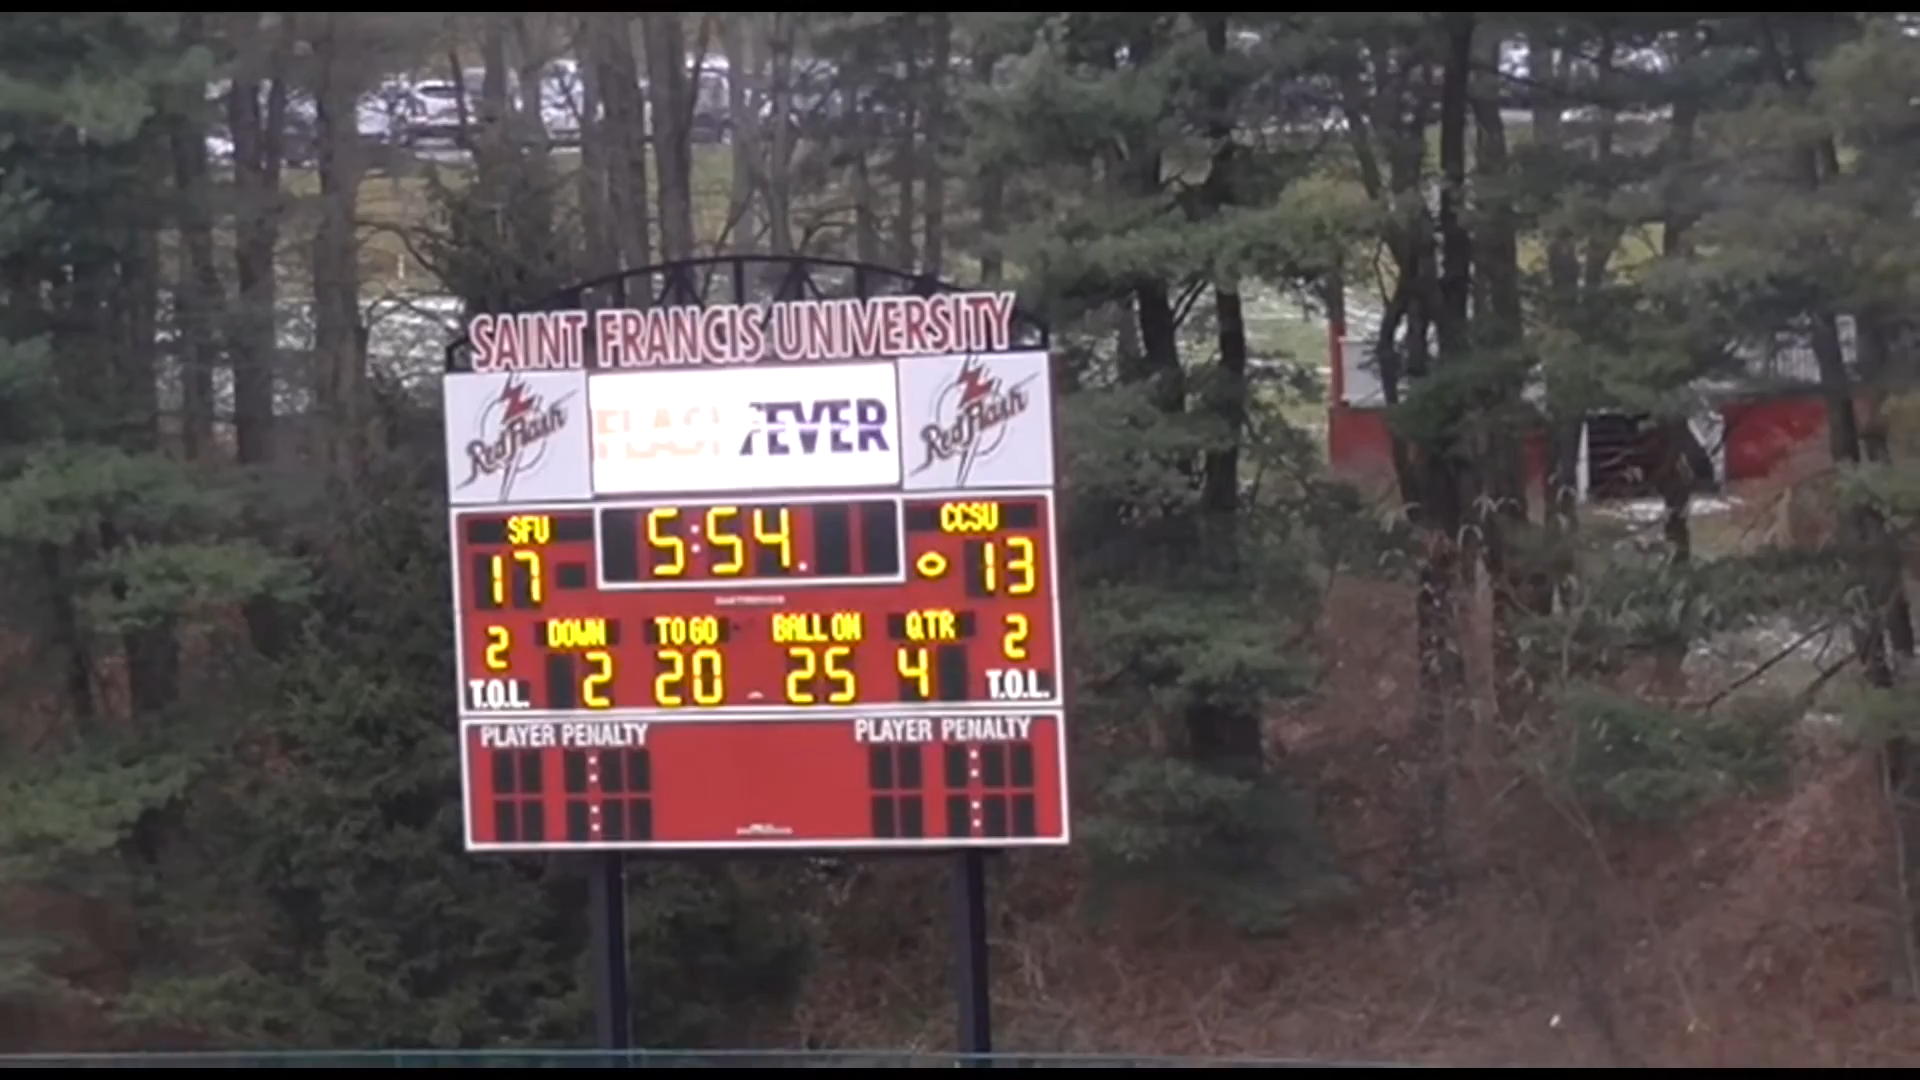 SAINT FRANCIS UNIVERSITY
Red Flash
FEVER
Red Flash
SFU 5:54 CCSU
17 13
DOWN TO GO BALL ON QTR
2 2 20 25 4 2
T.O.L. T.O.L.
PLAYER PENALTY PLAYER PENALTY